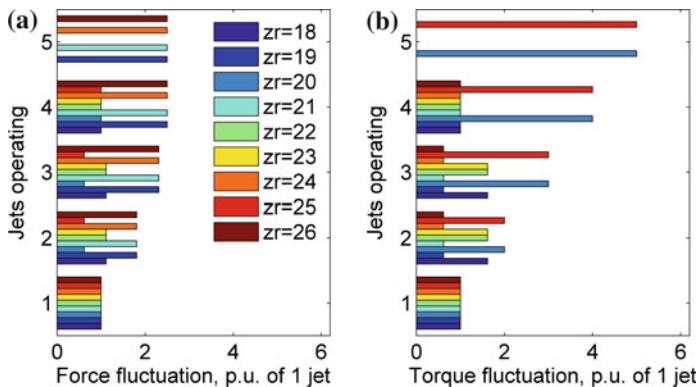 (a)
Jets operating
5
4
3
2
1
zr=18
zr=19
zr=20
zr=21
zr=22
zr=23
zr=24
zr=25
zr=26
0 2 4 6
Force fluctuation, p.u. of 1 jet
(b)
Jets operating
5
4
3
2
1
0 2 4 6
Torque fluctuation, p.u. of 1 jet